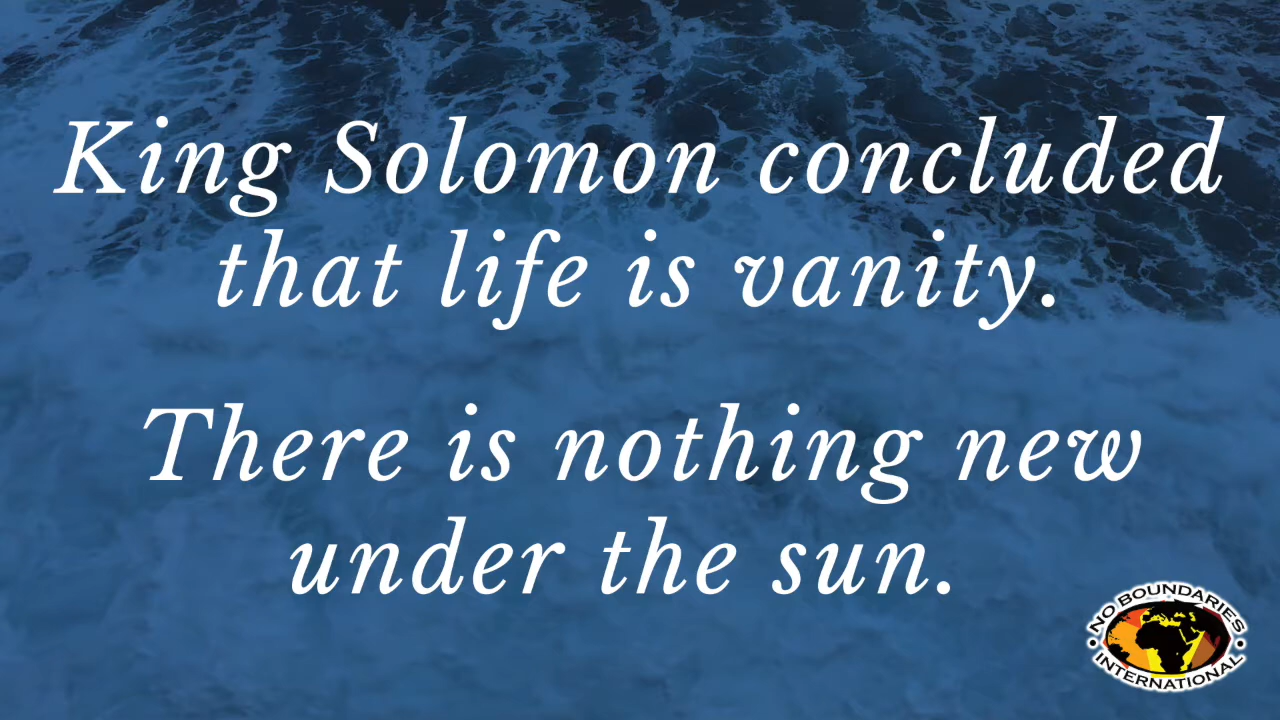 King Solomon concluded
that life is vanity.
There is nothing new
under the sun.
NO BOUNDARIES
INTERNATIONAL